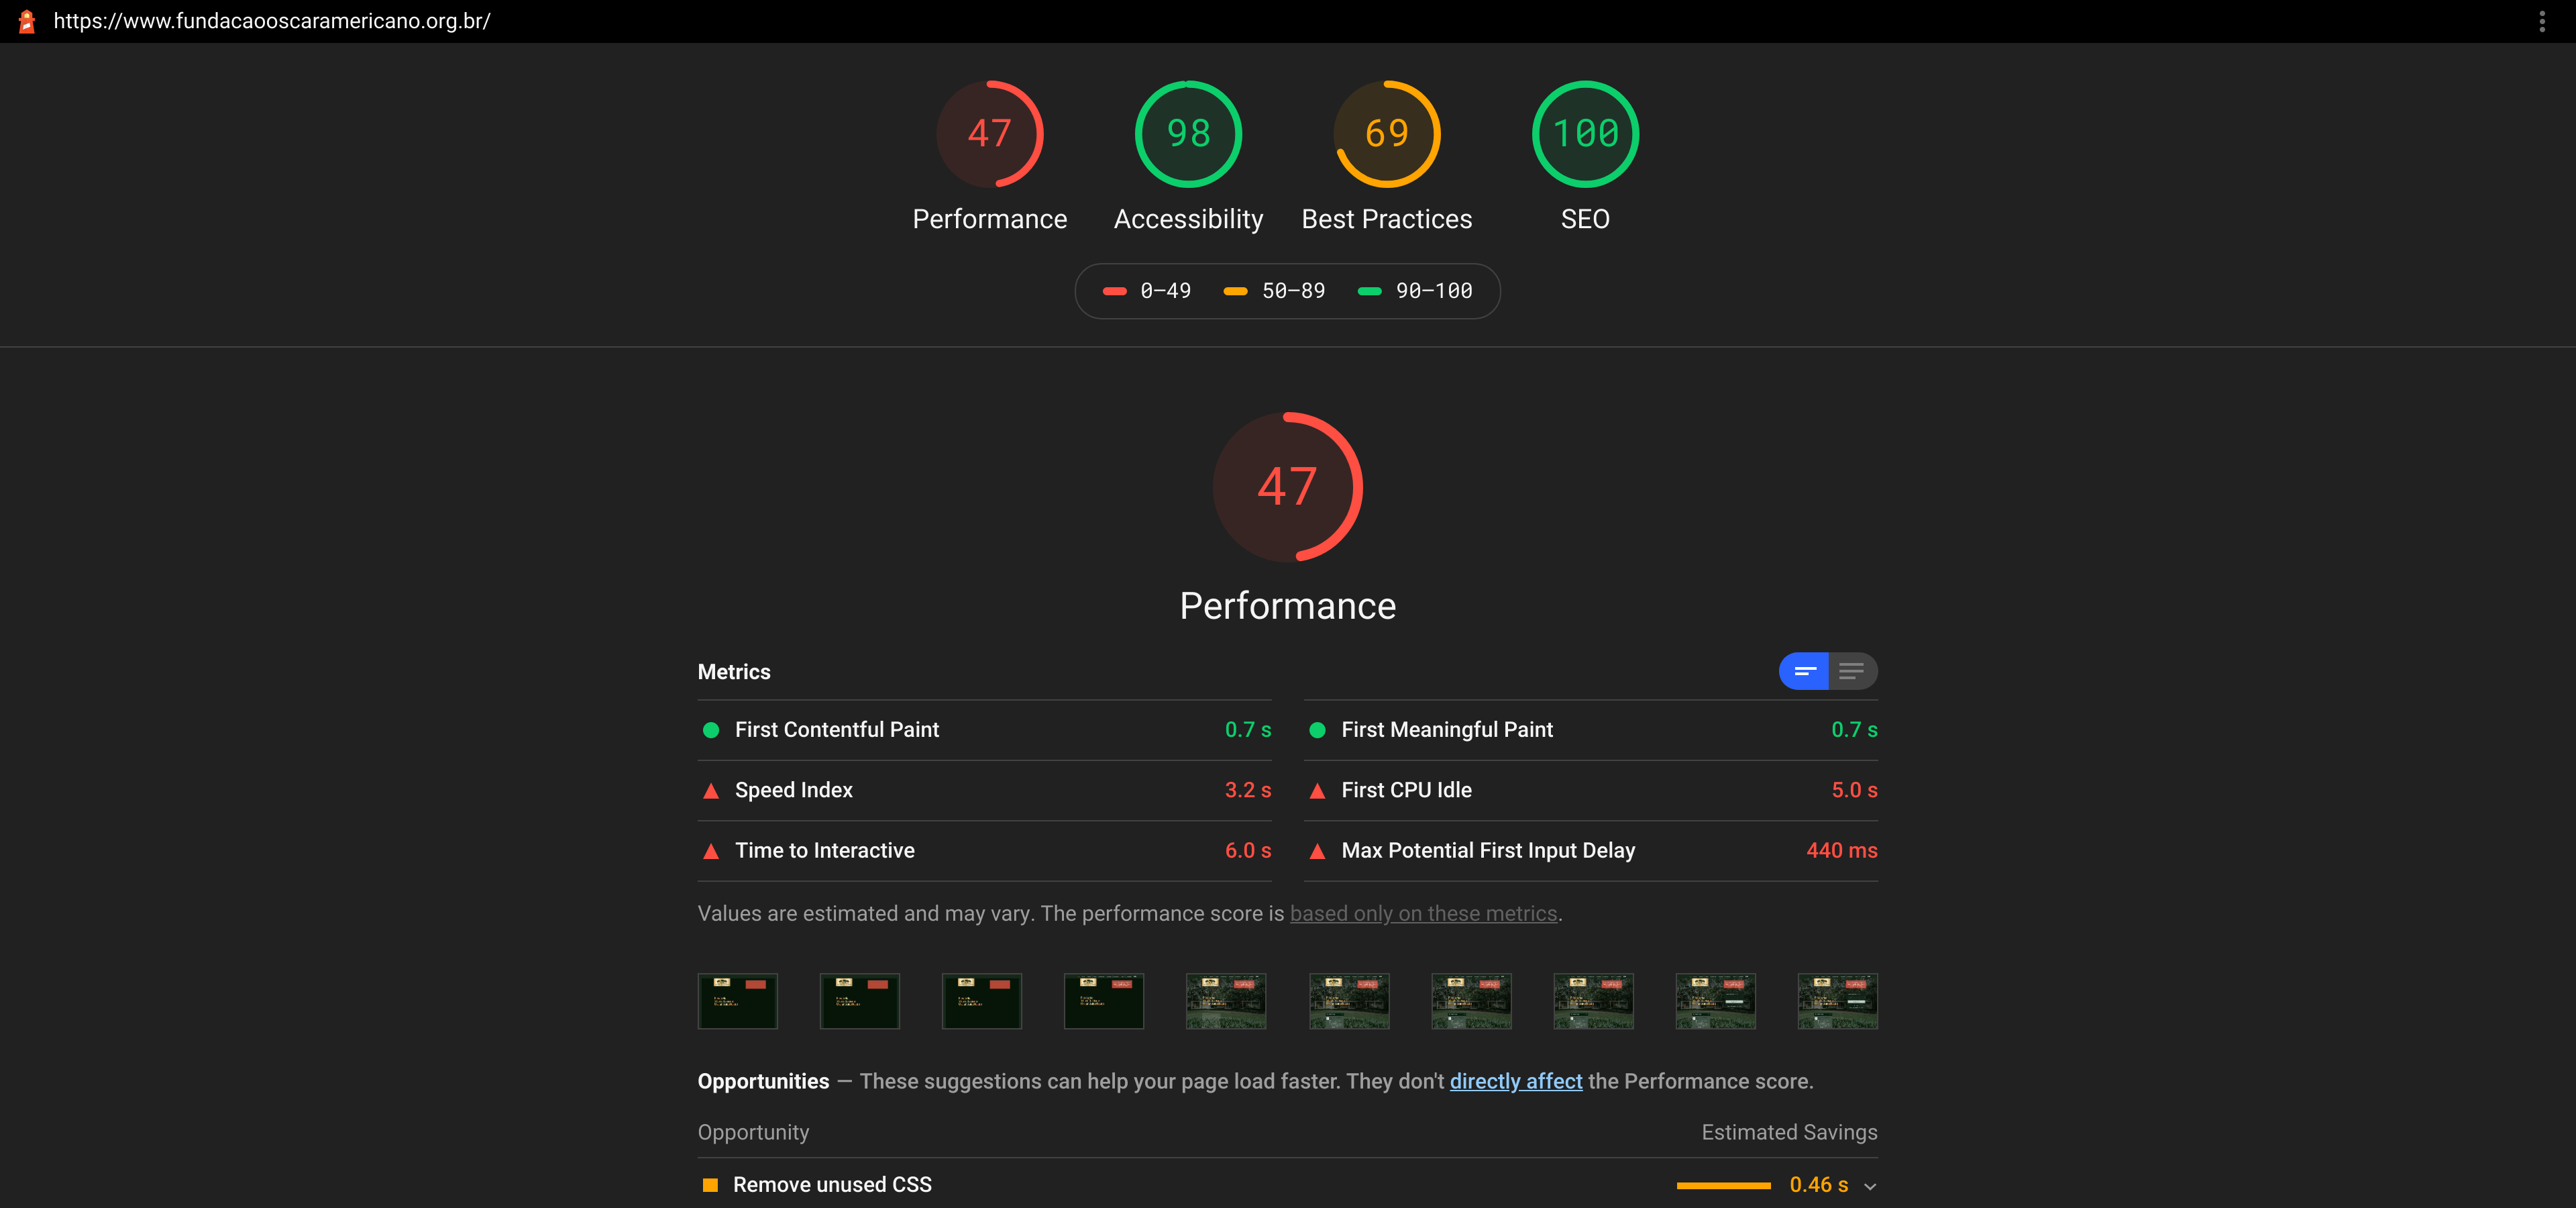 https://www.fundacaooscaramericano.org.br/
47 98 69 100
Performance Accessibility Best Practices SEO
0–49 50–89 90–100
47
Performance
Metrics
First Contentful Paint 0.7 s First Meaningful Paint 0.7 s
Speed Index 3.2 s First CPU Idle 5.0 s
Time to Interactive 6.0 s Max Potential First Input Delay 440 ms
Values are estimated and may vary. The performance score is based only on these metrics.
Opportunities — These suggestions can help your page load faster. They don't directly affect the Performance score.
Opportunity Estimated Savings
Remove unused CSS 0.46 s